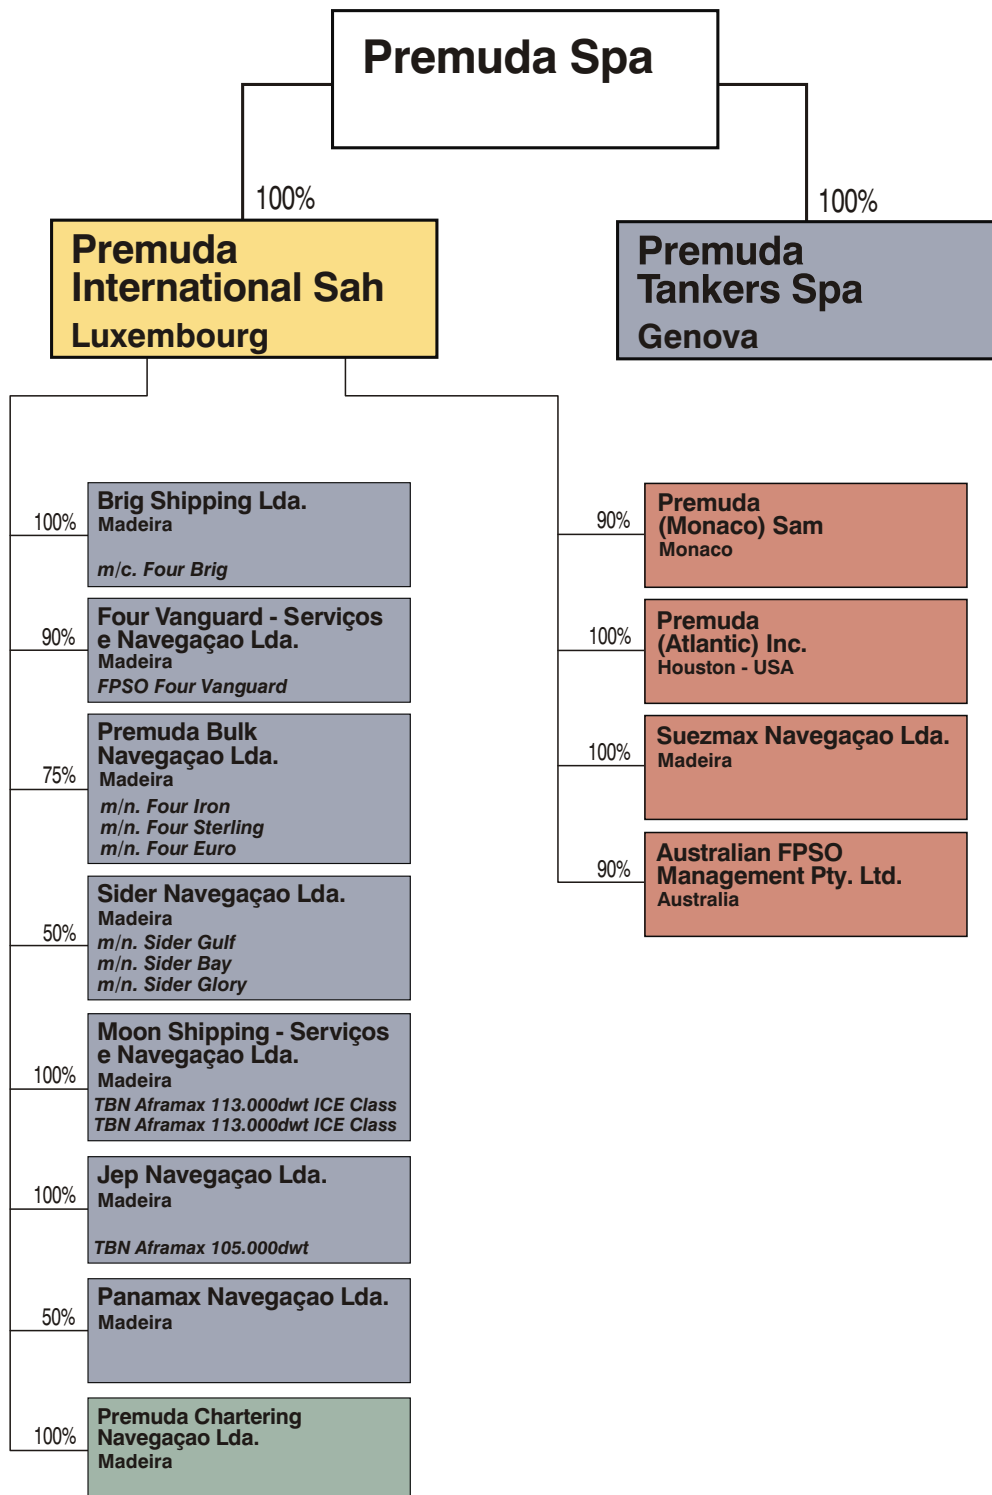 Premuda Spa
100%
100%
Premuda
International Sah
Luxembourg
Premuda
Tankers Spa
Genova
100%
Brig Shipping Lda.
Madeira
m/c. Four Brig
90%
Four Vanguard - Serviços
e Navegaçao Lda.
Madeira
FPSO Four Vanguard
75%
Premuda Bulk
Navegaçao Lda.
Madeira
m/n. Four Iron
m/n. Four Sterling
m/n. Four Euro
50%
Sider Navegaçao Lda.
Madeira
m/n. Sider Gulf
m/n. Sider Bay
m/n. Sider Glory
100%
Moon Shipping - Serviços
e Navegaçao Lda.
Madeira
TBN Aframax 113.000dwt ICE Class
TBN Aframax 113.000dwt ICE Class
100%
Jep Navegaçao Lda.
Madeira
TBN Aframax 105.000dwt
50%
Panamax Navegaçao Lda.
Madeira
100%
Premuda Chartering
Navegaçao Lda.
Madeira
90%
Premuda
(Monaco) Sam
Monaco
100%
Premuda
(Atlantic) Inc.
Houston - USA
100%
Suezmax Navegaçao Lda.
Madeira
90%
Australian FPSO
Management Pty. Ltd.
Australia